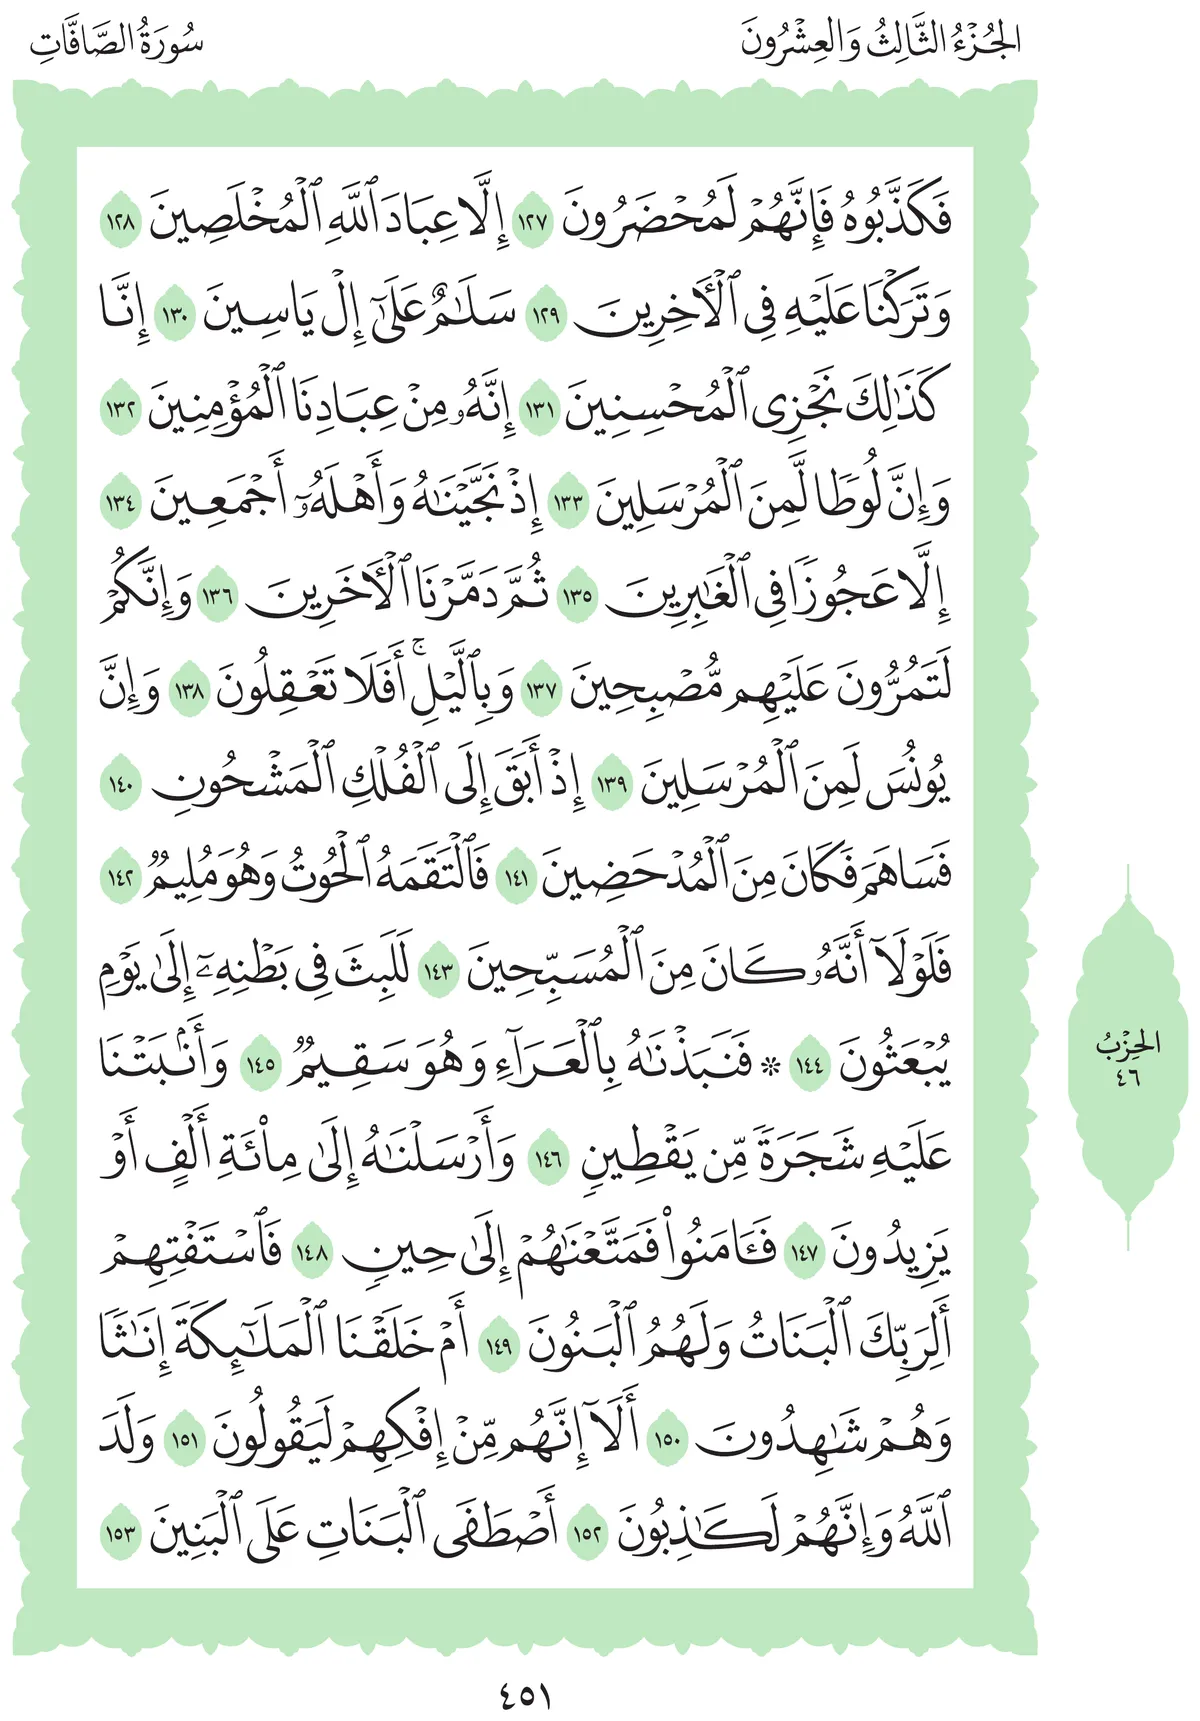 الجُزْءُ الثَّالِثُ وَالعِشْرُونَ
سُورَةُ الصَّافَّاتِ
فَكَذَّبُوهُ فَإِنَّهُمْ لَمُحْضَرُونَ ١٢٧ إِلَّا عِبَادَ ٱللَّهِ ٱلْمُخْلَصِينَ ١٢٨
وَتَرَكْنَا عَلَيْهِ فِي ٱلْأَخِرِينَ ١٢٩ سَلَٰمٌ عَلَىٰٓ إِلْ يَاسِينَ ١٣٠ إِنَّا
كَذَٰلِكَ نَجْزِي ٱلْمُحْسِنِينَ ١٣١ إِنَّهُۥ مِنْ عِبَادِنَا ٱلْمُؤْمِنِينَ ١٣٢
وَإِنَّ لُوطًا لَّمِنَ ٱلْمُرْسَلِينَ ١٣٣ إِذْ نَجَّيْنَٰهُ وَأَهْلَهُۥٓ أَجْمَعِينَ ١٣٤
إِلَّا عَجُوزًا فِي ٱلْغَٰبِرِينَ ١٣٥ ثُمَّ دَمَّرْنَا ٱلْأَخَرِينَ ١٣٦ وَإِنَّكُمْ
لَتَمُرُّونَ عَلَيْهِم مُّصْبِحِينَ ١٣٧ وَبِٱلَّيْلِۚ أَفَلَا تَعْقِلُونَ ١٣٨ وَإِنَّ
يُونُسَ لَمِنَ ٱلْمُرْسَلِينَ ١٣٩ إِذْ أَبَقَ إِلَى ٱلْفُلْكِ ٱلْمَشْحُونِ ١٤٠
فَسَاهَمَ فَكَانَ مِنَ ٱلْمُدْحَضِينَ ١٤١ فَٱلْتَقَمَهُ ٱلْحُوتُ وَهُوَ مُلِيمٌ ١٤٢
فَلَوْلَآ أَنَّهُۥ كَانَ مِنَ ٱلْمُسَبِّحِينَ ١٤٣ لَلَبِثَ فِي بَطْنِهِۦٓ إِلَىٰ يَوْمِ
يُبْعَثُونَ ١٤٤ ۞ فَنَبَذْنَٰهُ بِٱلْعَرَآءِ وَهُوَ سَقِيمٌ ١٤٥ وَأَنۢبَتْنَا
عَلَيْهِ شَجَرَةً مِّن يَقْطِينٍ ١٤٦ وَأَرْسَلْنَٰهُ إِلَىٰ مِا۟ئَةِ أَلْفٍ أَوْ
يَزِيدُونَ ١٤٧ فَـَٔامَنُوا۟ فَمَتَّعْنَٰهُمْ إِلَىٰ حِينٍ ١٤٨ فَٱسْتَفْتِهِمْ
أَلِرَبِّكَ ٱلْبَنَاتُ وَلَهُمُ ٱلْبَنُونَ ١٤٩ أَمْ خَلَقْنَا ٱلْمَلَٰٓئِكَةَ إِنَٰثًا
وَهُمْ شَٰهِدُونَ ١٥٠ أَلَآ إِنَّهُم مِّنْ إِفْكِهِمْ لَيَقُولُونَ ١٥١ وَلَدَ
ٱللَّهُ وَإِنَّهُمْ لَكَٰذِبُونَ ١٥٢ أَصْطَفَى ٱلْبَنَاتِ عَلَى ٱلْبَنِينَ ١٥٣
الحِزْبُ
٤٦
٤٥١